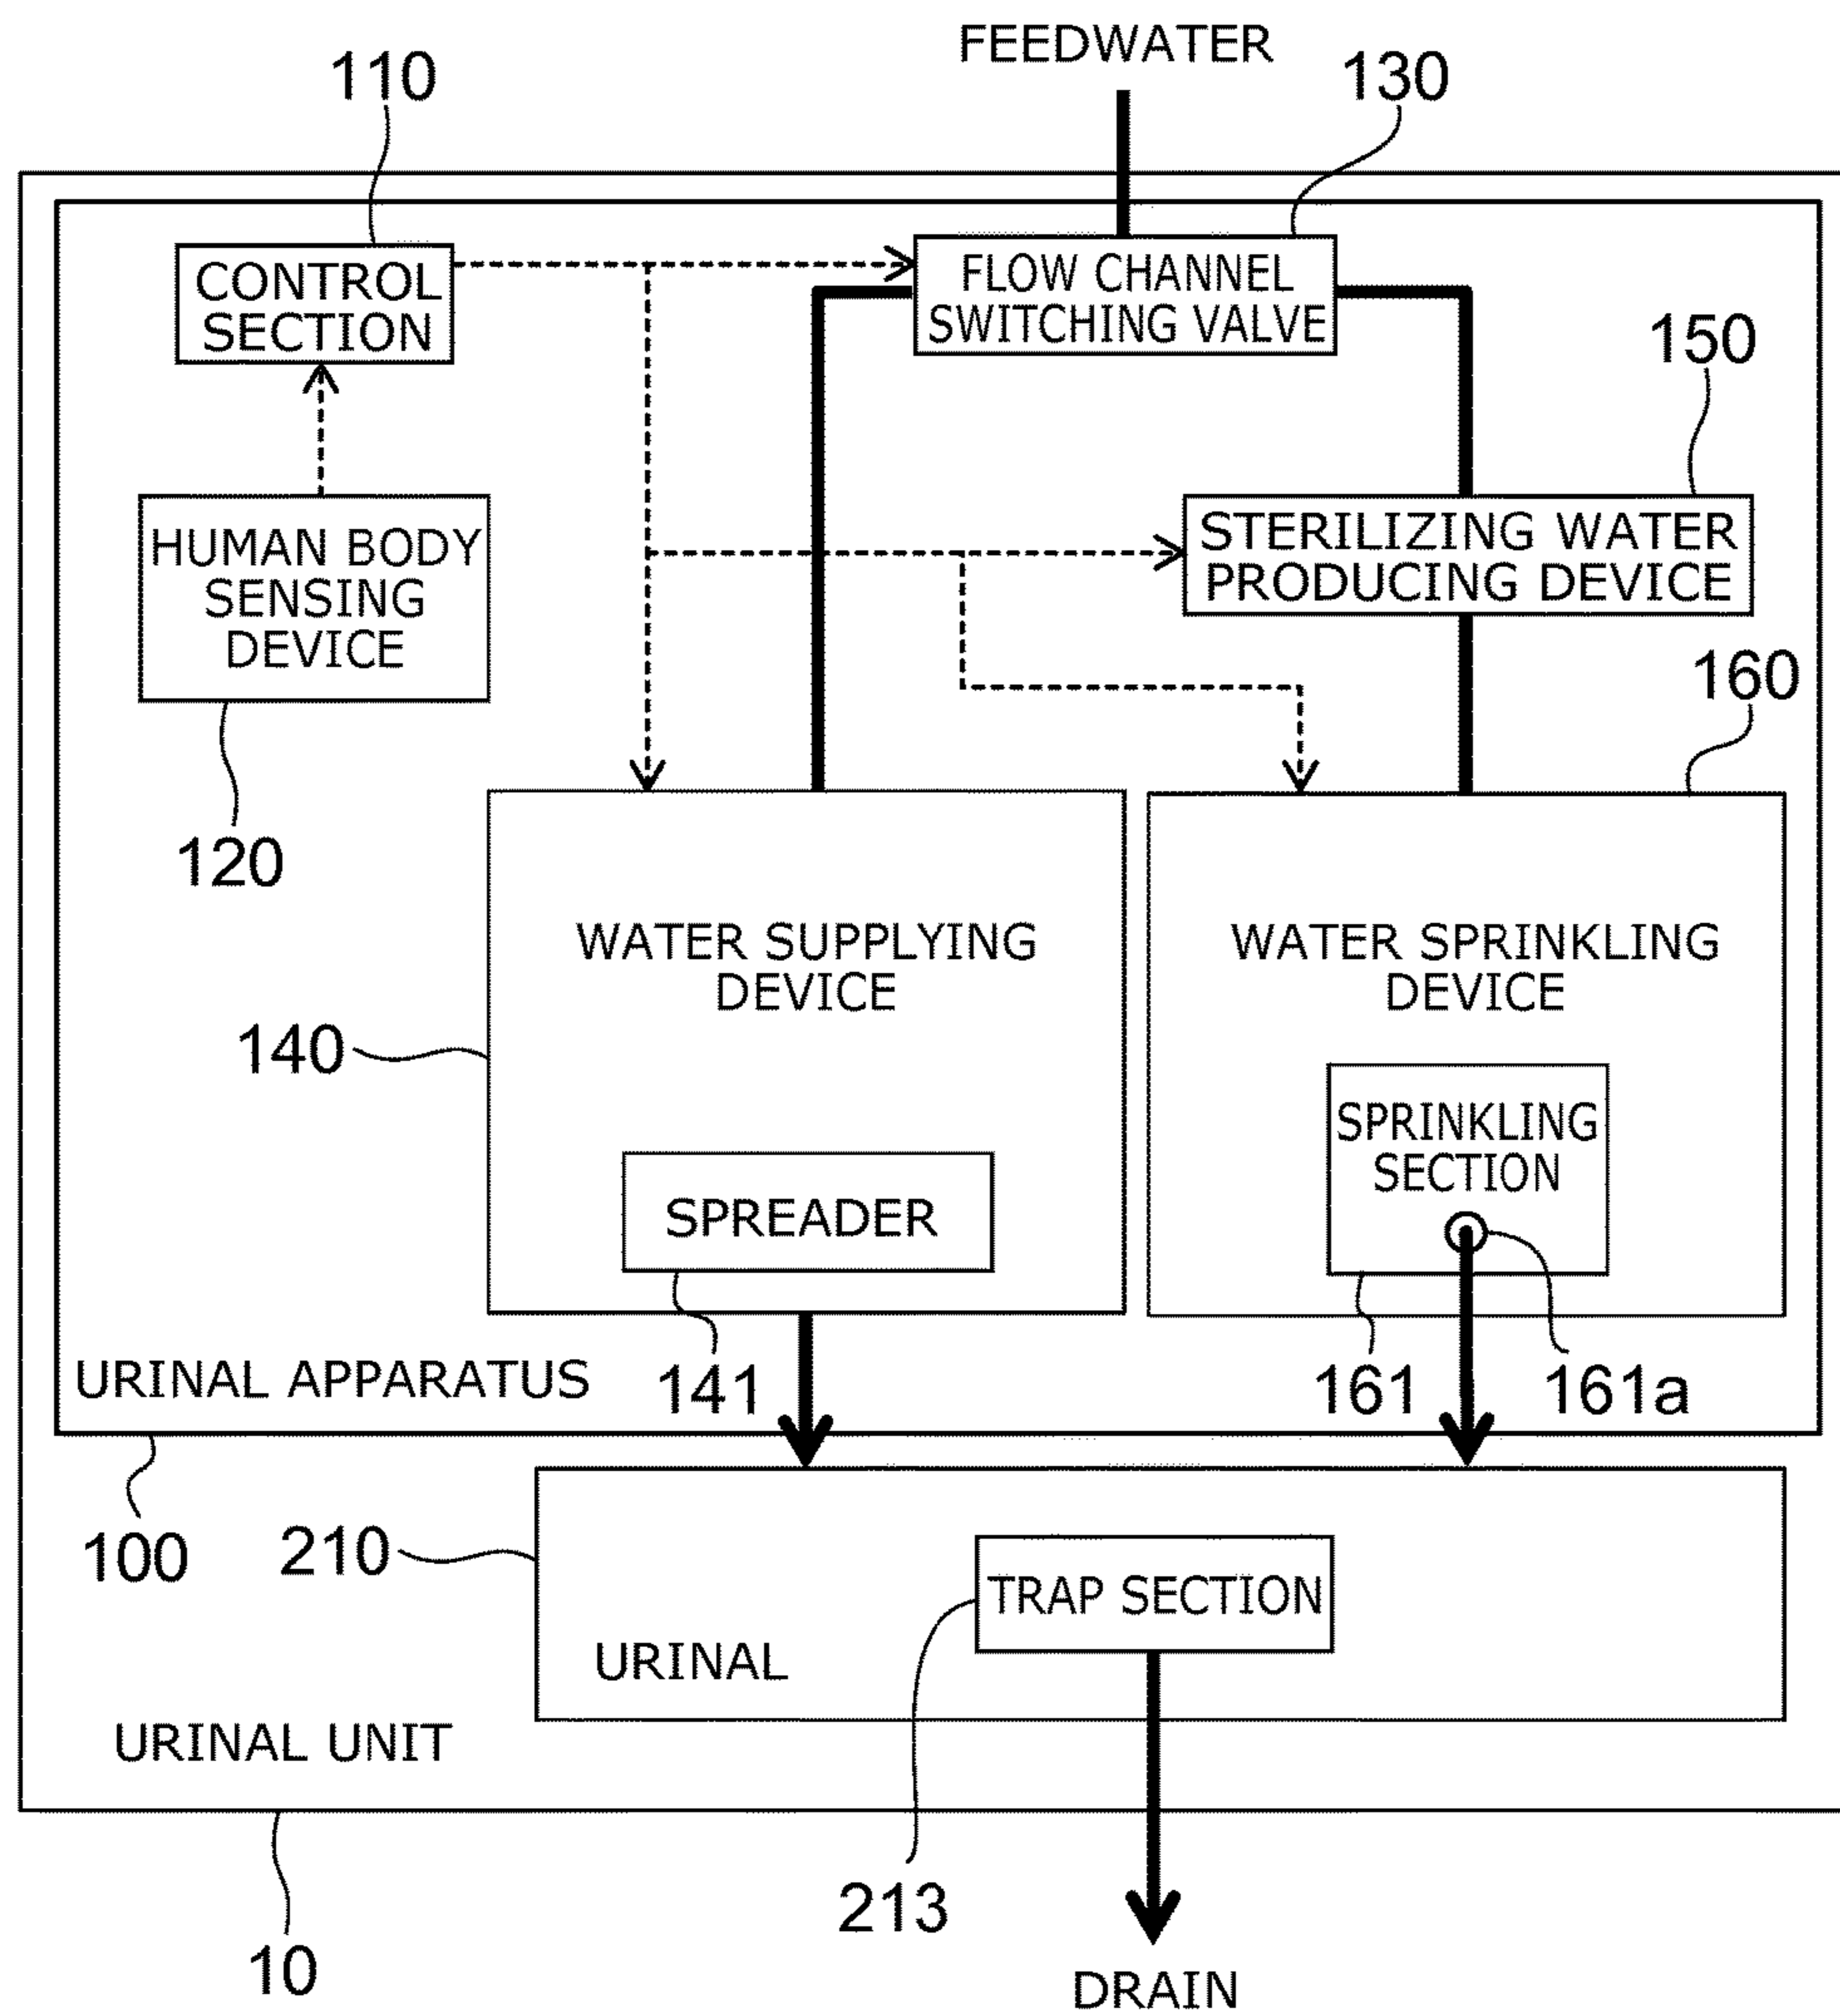 FEEDWATER
110
130
CONTROL
SECTION
FLOW CHANNEL
SWITCHING VALVE
150
HUMAN BODY
SENSING
DEVICE
STERILIZING WATER
PRODUCING DEVICE
160
120
WATER SUPPLYING
DEVICE
WATER SPRINKLING
DEVICE
140
SPRINKLING
SECTION
SPREADER
URINAL APPARATUS
141
161
161a
100
210
TRAP SECTION
URINAL
URINAL UNIT
213
10
DRAIN